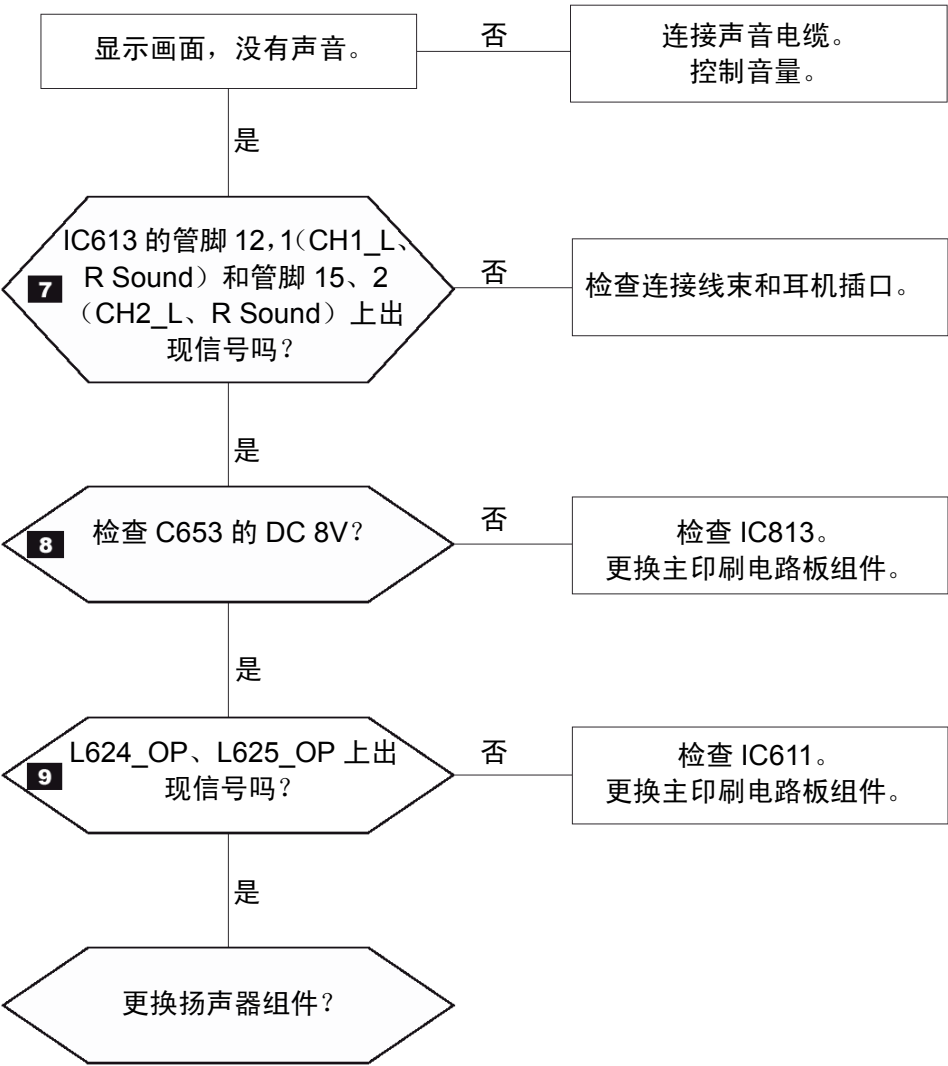 显示画面，没有声音。
否
连接声音电缆。
控制音量。
是
IC613 的管脚 12，1（CH1_L、
R Sound）和管脚 15、2
（CH2_L、R Sound）上出
现信号吗？
7
否
检查连接线束和耳机插口。
是
检查 C653 的 DC 8V？
8
否
检查 IC813。
更换主印刷电路板组件。
是
L624_OP、L625_OP 上出
现信号吗？
9
否
检查 IC611。
更换主印刷电路板组件。
是
更换扬声器组件？